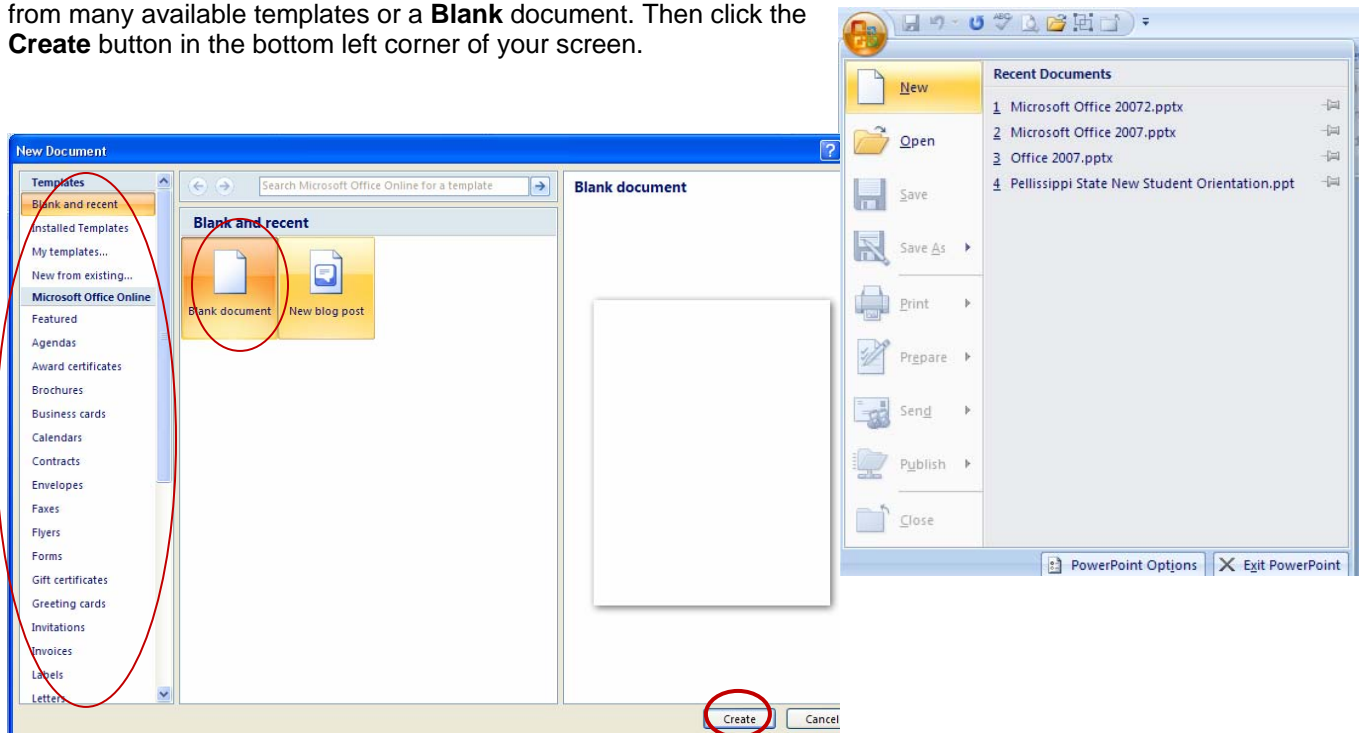 from many available templates or a Blank document. Then click the
Create button in the bottom left corner of your screen.
New Document
Templates
Blank and recent
Installed Templates
My templates...
New from existing...
Microsoft Office Online
Featured
Agendas
Award certificates
Brochures
Business cards
Calendars
Contracts
Envelopes
Faxes
Flyers
Forms
Gift certificates
Greeting cards
Invitations
Invoices
Labels
Letters
Search Microsoft Office Online for a template
Blank and recent
Blank document
New blog post
Blank document
Create
Cancel
New
Open
Save
Save As
Print
Prepare
Send
Publish
Close
Recent Documents
1 Microsoft Office 20072.pptx
2 Microsoft Office 2007.pptx
3 Office 2007.pptx
4 Pellissippi State New Student Orientation.ppt
PowerPoint Options
Exit PowerPoint